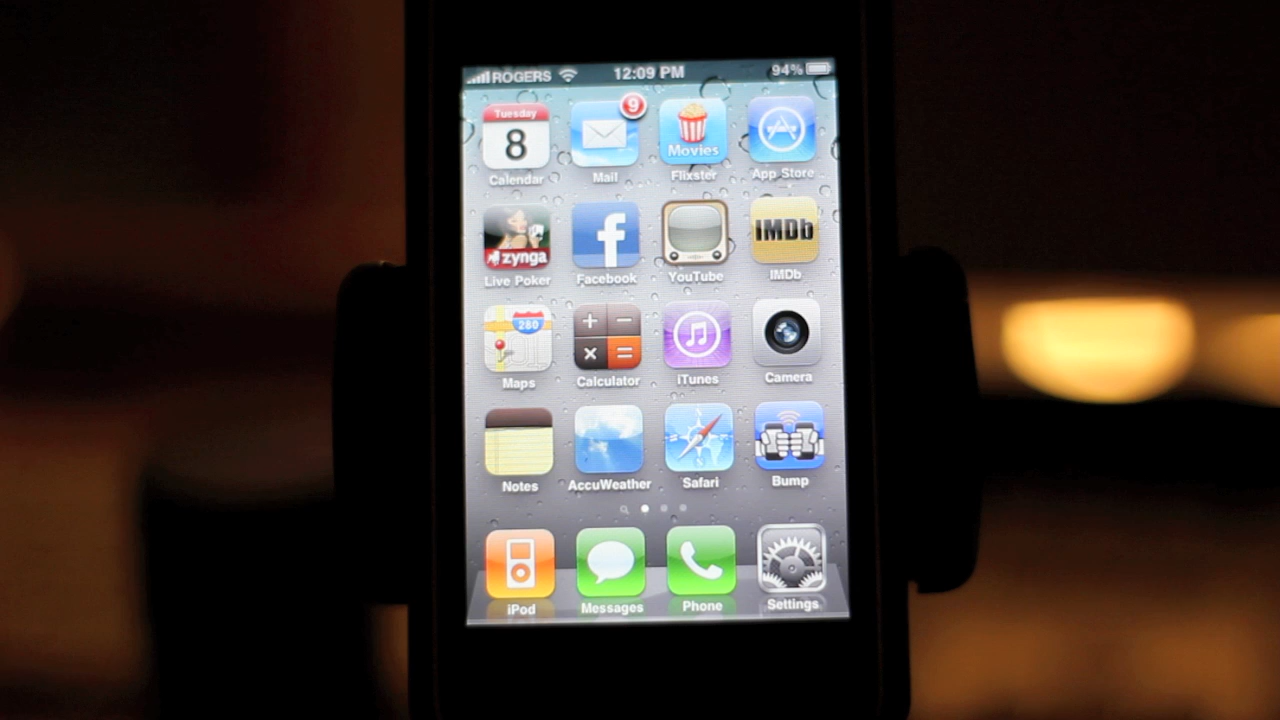 ROGERS 12:09 PM 94%
Tuesday
8 9 Movies
Calendar Mail Flixster App Store
zynga f IMDb
Live Poker Facebook YouTube IMDb
280 + −
× =
Maps Calculator iTunes Camera
Notes AccuWeather Safari Bump
iPod Messages Phone Settings